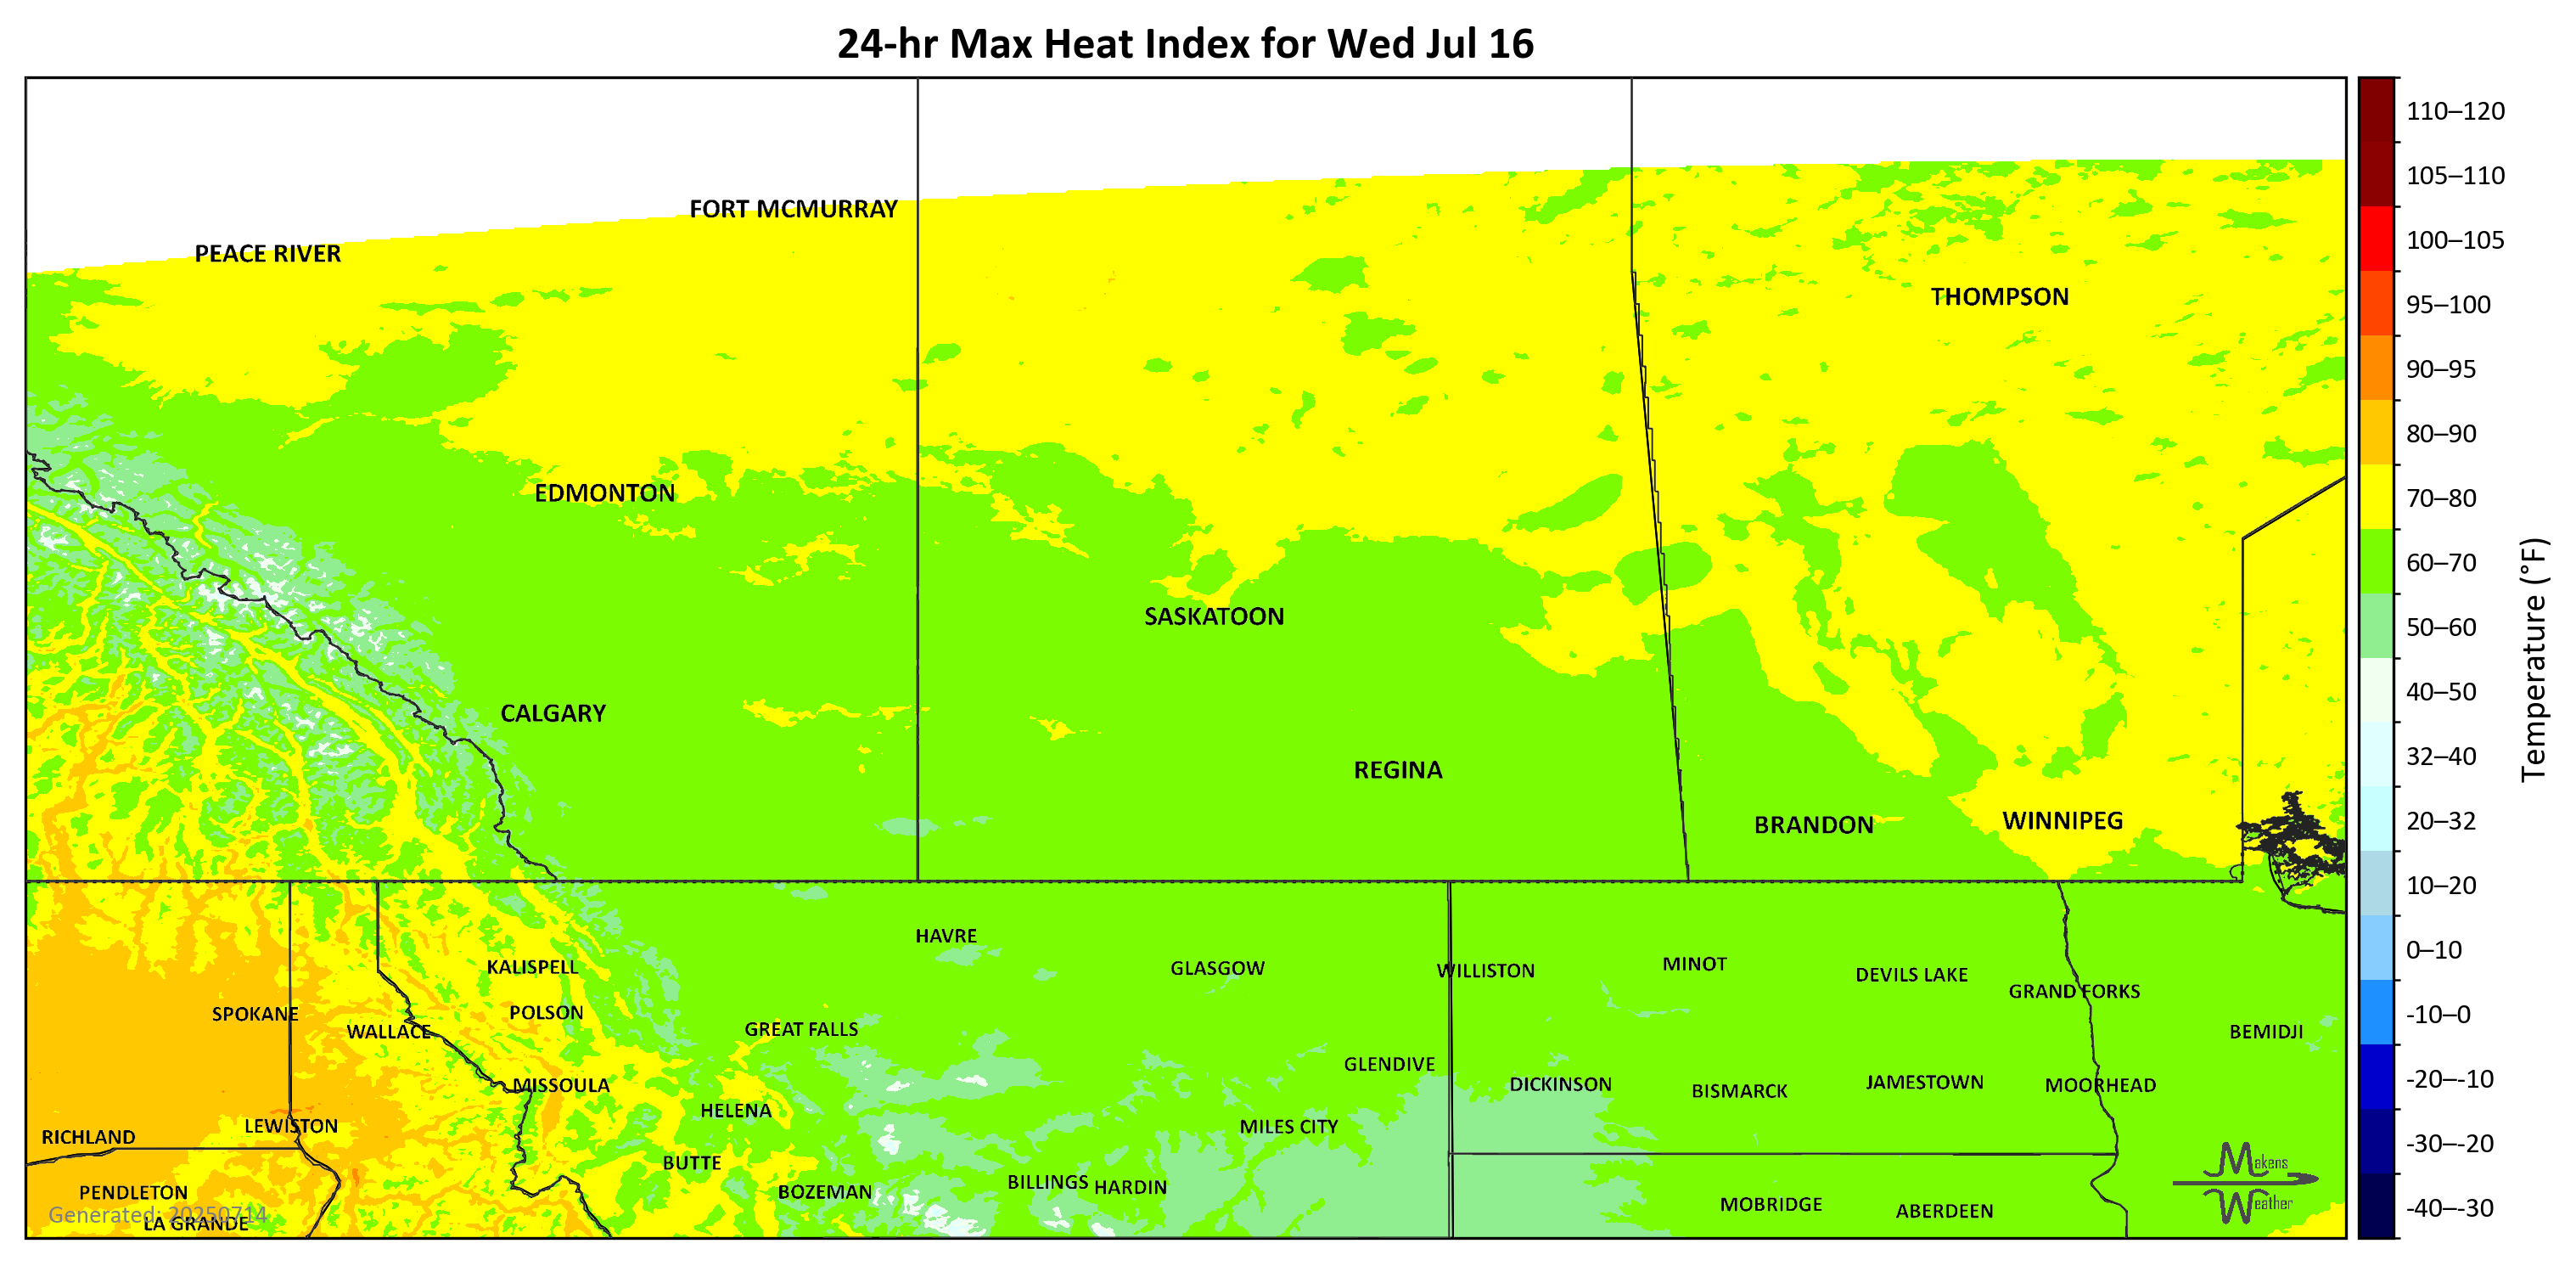 24-hr Max Heat Index for Wed Jul 16
FORT MCMURRAY
PEACE RIVER
THOMPSON
EDMONTON
SASKATOON
CALGARY
REGINA
BRANDON
WINNIPEG
HAVRE
KALISPELL
GLASGOW
WILLISTON
MINOT
DEVILS LAKE
GRAND FORKS
SPOKANE
POLSON
WALLACE
GREAT FALLS
BEMIDJI
GLENDIVE
MISSOULA
DICKINSON
BISMARCK
JAMESTOWN
MOORHEAD
HELENA
LEWISTON
MILES CITY
RICHLAND
BUTTE
BILLINGS
HARDIN
PENDLETON
BOZEMAN
MOBRIDGE
ABERDEEN
Generated: 20250714
LA GRANDE
Makens
Weather
110–120
105–110
100–105
95–100
90–95
80–90
70–80
60–70
50–60
40–50
32–40
20–32
10–20
0–10
-10–0
-20–-10
-30–-20
-40–-30
Temperature (°F)